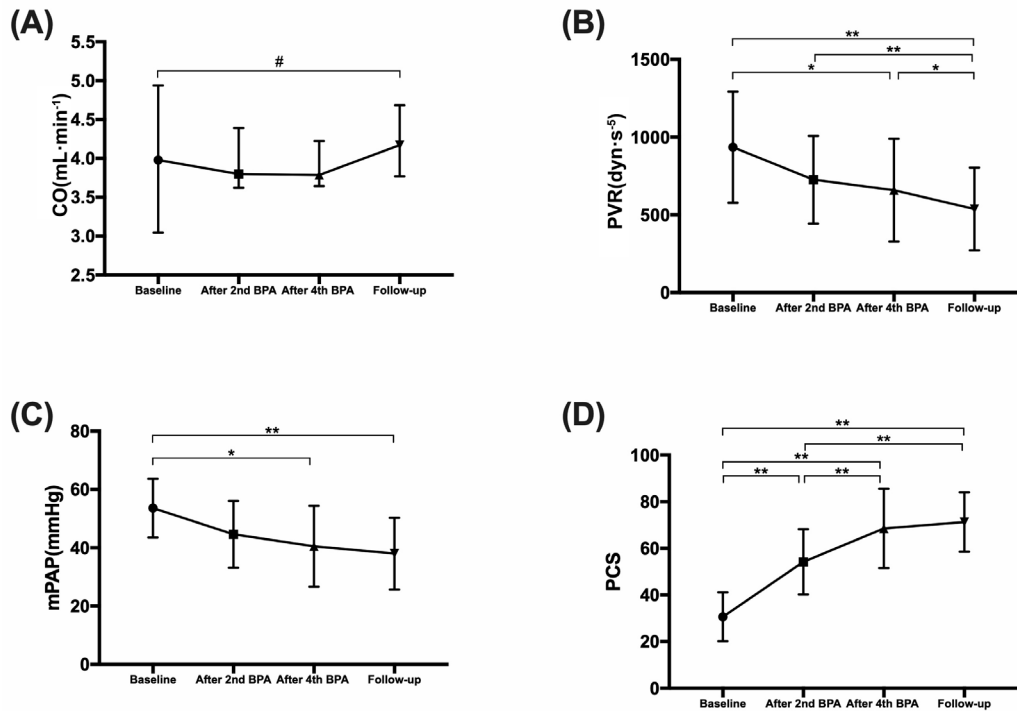 (A)
5.5
#
5.0
4.5
4.0
3.5
3.0
2.5
CO(mL·min⁻¹)
Baseline
After 2nd BPA
After 4th BPA
Follow-up
(B)
**
**
*
*
1500
1000
500
0
PVR(dyn·s⁻⁵)
Baseline
After 2nd BPA
After 4th BPA
Follow-up
(C)
80
**
*
60
40
20
0
mPAP(mmHg)
Baseline
After 2nd BPA
After 4th BPA
Follow-up
(D)
**
**
**
**
**
100
80
60
40
20
0
PCS
Baseline
After 2nd BPA
After 4th BPA
Follow-up